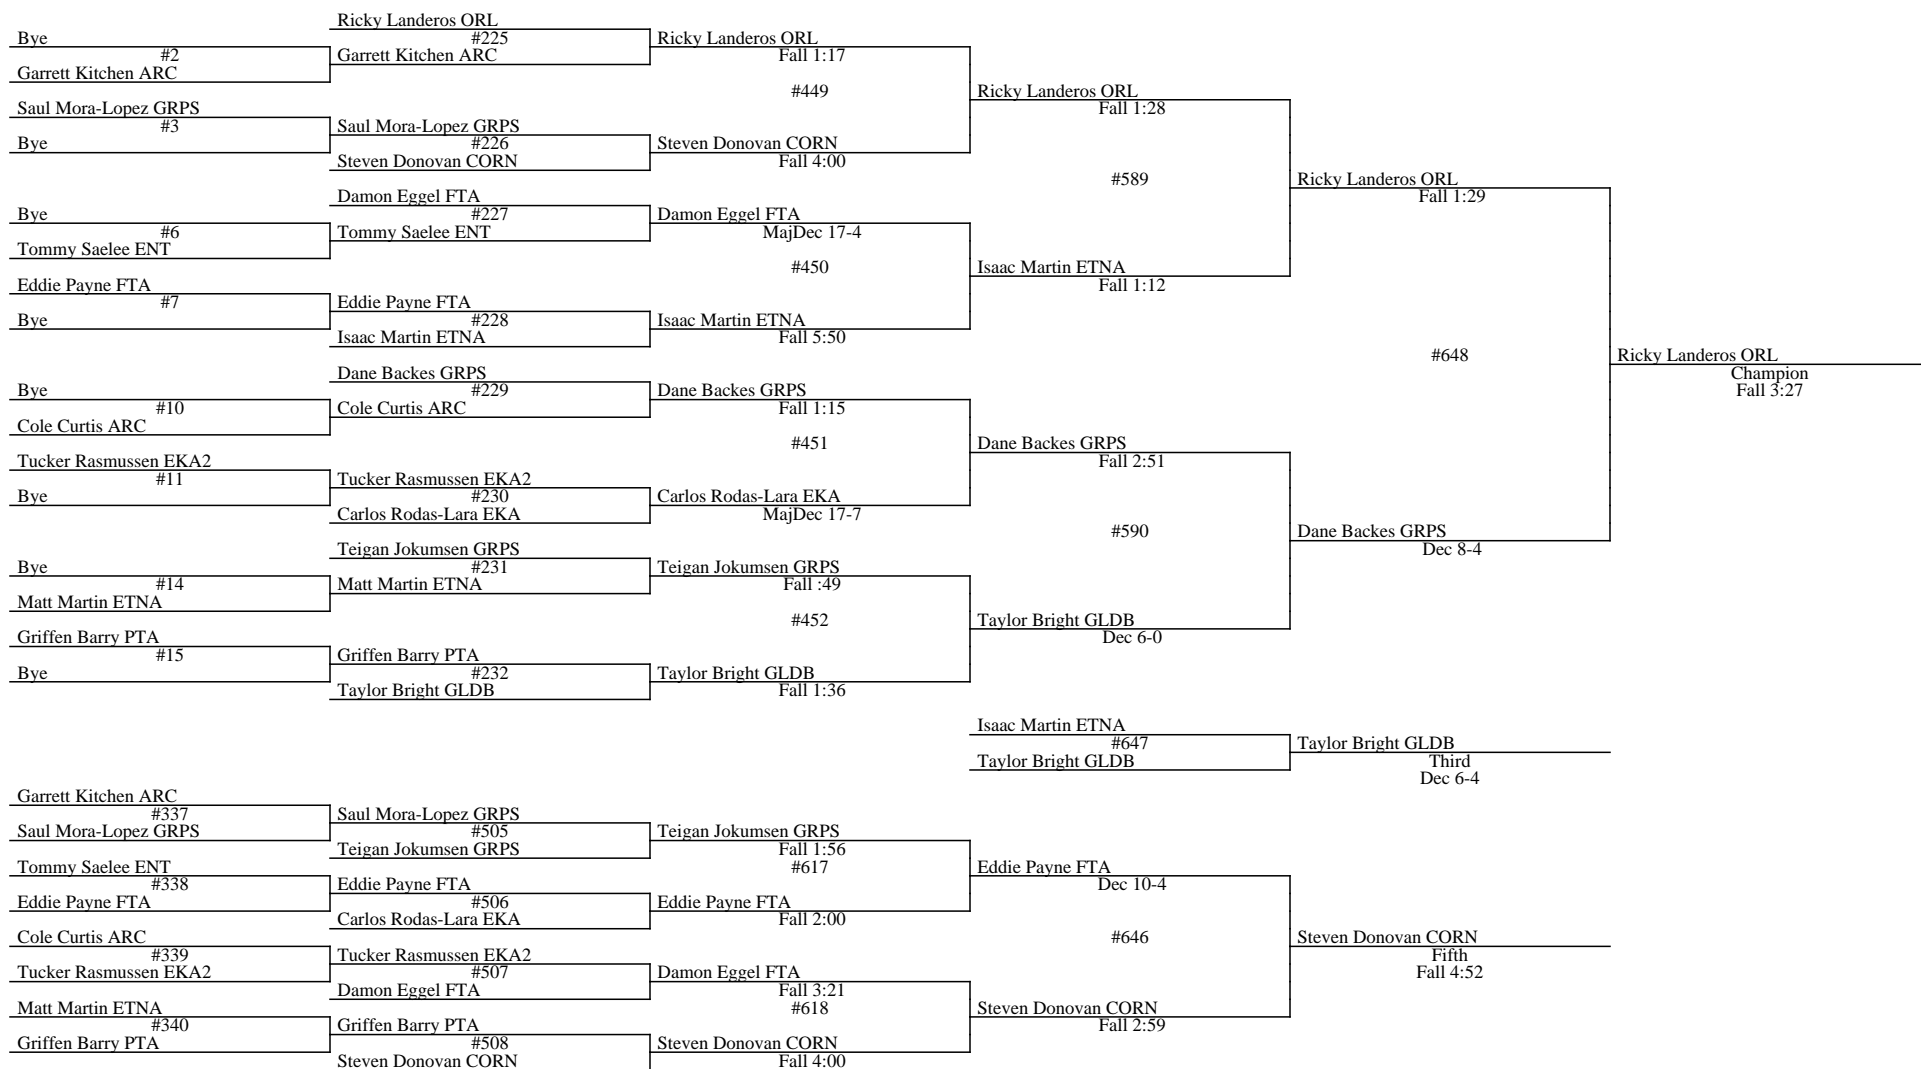 Ricky Landeros ORL
Bye
#225
Ricky Landeros ORL
#2
Garrett Kitchen ARC
Fall 1:17
Garrett Kitchen ARC
#449
Ricky Landeros ORL
Saul Mora-Lopez GRPS
Fall 1:28
#3
Saul Mora-Lopez GRPS
Bye
#226
Steven Donovan CORN
Steven Donovan CORN
Fall 4:00
#589
Ricky Landeros ORL
Damon Eggel FTA
Fall 1:29
Bye
#227
Damon Eggel FTA
#6
Tommy Saelee ENT
MajDec 17-4
Tommy Saelee ENT
#450
Isaac Martin ETNA
Eddie Payne FTA
Fall 1:12
#7
Eddie Payne FTA
Bye
#228
Isaac Martin ETNA
Isaac Martin ETNA
Fall 5:50
#648
Ricky Landeros ORL
Dane Backes GRPS
Champion
Bye
#229
Dane Backes GRPS
Fall 3:27
#10
Cole Curtis ARC
Fall 1:15
Cole Curtis ARC
#451
Dane Backes GRPS
Tucker Rasmussen EKA2
Fall 2:51
#11
Tucker Rasmussen EKA2
Bye
#230
Carlos Rodas-Lara EKA
Carlos Rodas-Lara EKA
MajDec 17-7
#590
Dane Backes GRPS
Teigan Jokumsen GRPS
Dec 8-4
Bye
#231
Teigan Jokumsen GRPS
#14
Matt Martin ETNA
Fall :49
Matt Martin ETNA
#452
Taylor Bright GLDB
Griffen Barry PTA
Dec 6-0
#15
Griffen Barry PTA
Bye
#232
Taylor Bright GLDB
Taylor Bright GLDB
Fall 1:36
Isaac Martin ETNA
#647
Taylor Bright GLDB
Taylor Bright GLDB
Third
Dec 6-4
Garrett Kitchen ARC
#337
Saul Mora-Lopez GRPS
Saul Mora-Lopez GRPS
#505
Teigan Jokumsen GRPS
Teigan Jokumsen GRPS
Fall 1:56
Tommy Saelee ENT
#617
Eddie Payne FTA
#338
Eddie Payne FTA
Dec 10-4
Eddie Payne FTA
#506
Eddie Payne FTA
Carlos Rodas-Lara EKA
Fall 2:00
Cole Curtis ARC
#646
Steven Donovan CORN
#339
Tucker Rasmussen EKA2
Fifth
Tucker Rasmussen EKA2
#507
Damon Eggel FTA
Fall 4:52
Damon Eggel FTA
Fall 3:21
Matt Martin ETNA
#618
Steven Donovan CORN
#340
Griffen Barry PTA
Fall 2:59
Griffen Barry PTA
#508
Steven Donovan CORN
Steven Donovan CORN
Fall 4:00